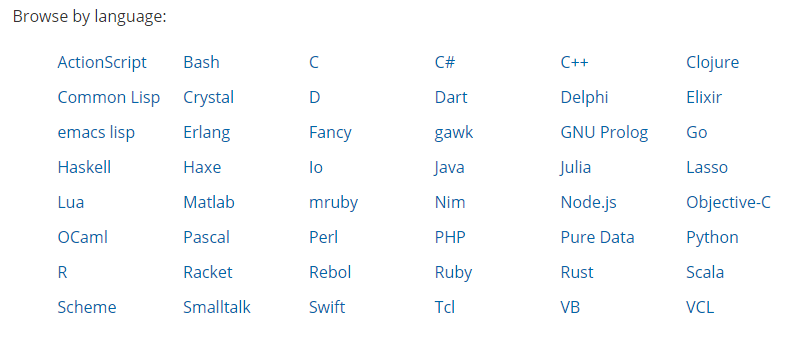 Browse by language:
ActionScript Bash C C# C++ Clojure
Common Lisp Crystal D Dart Delphi Elixir
emacs lisp Erlang Fancy gawk GNU Prolog Go
Haskell Haxe Io Java Julia Lasso
Lua Matlab mruby Nim Node.js Objective-C
OCaml Pascal Perl PHP Pure Data Python
R Racket Rebol Ruby Rust Scala
Scheme Smalltalk Swift Tcl VB VCL